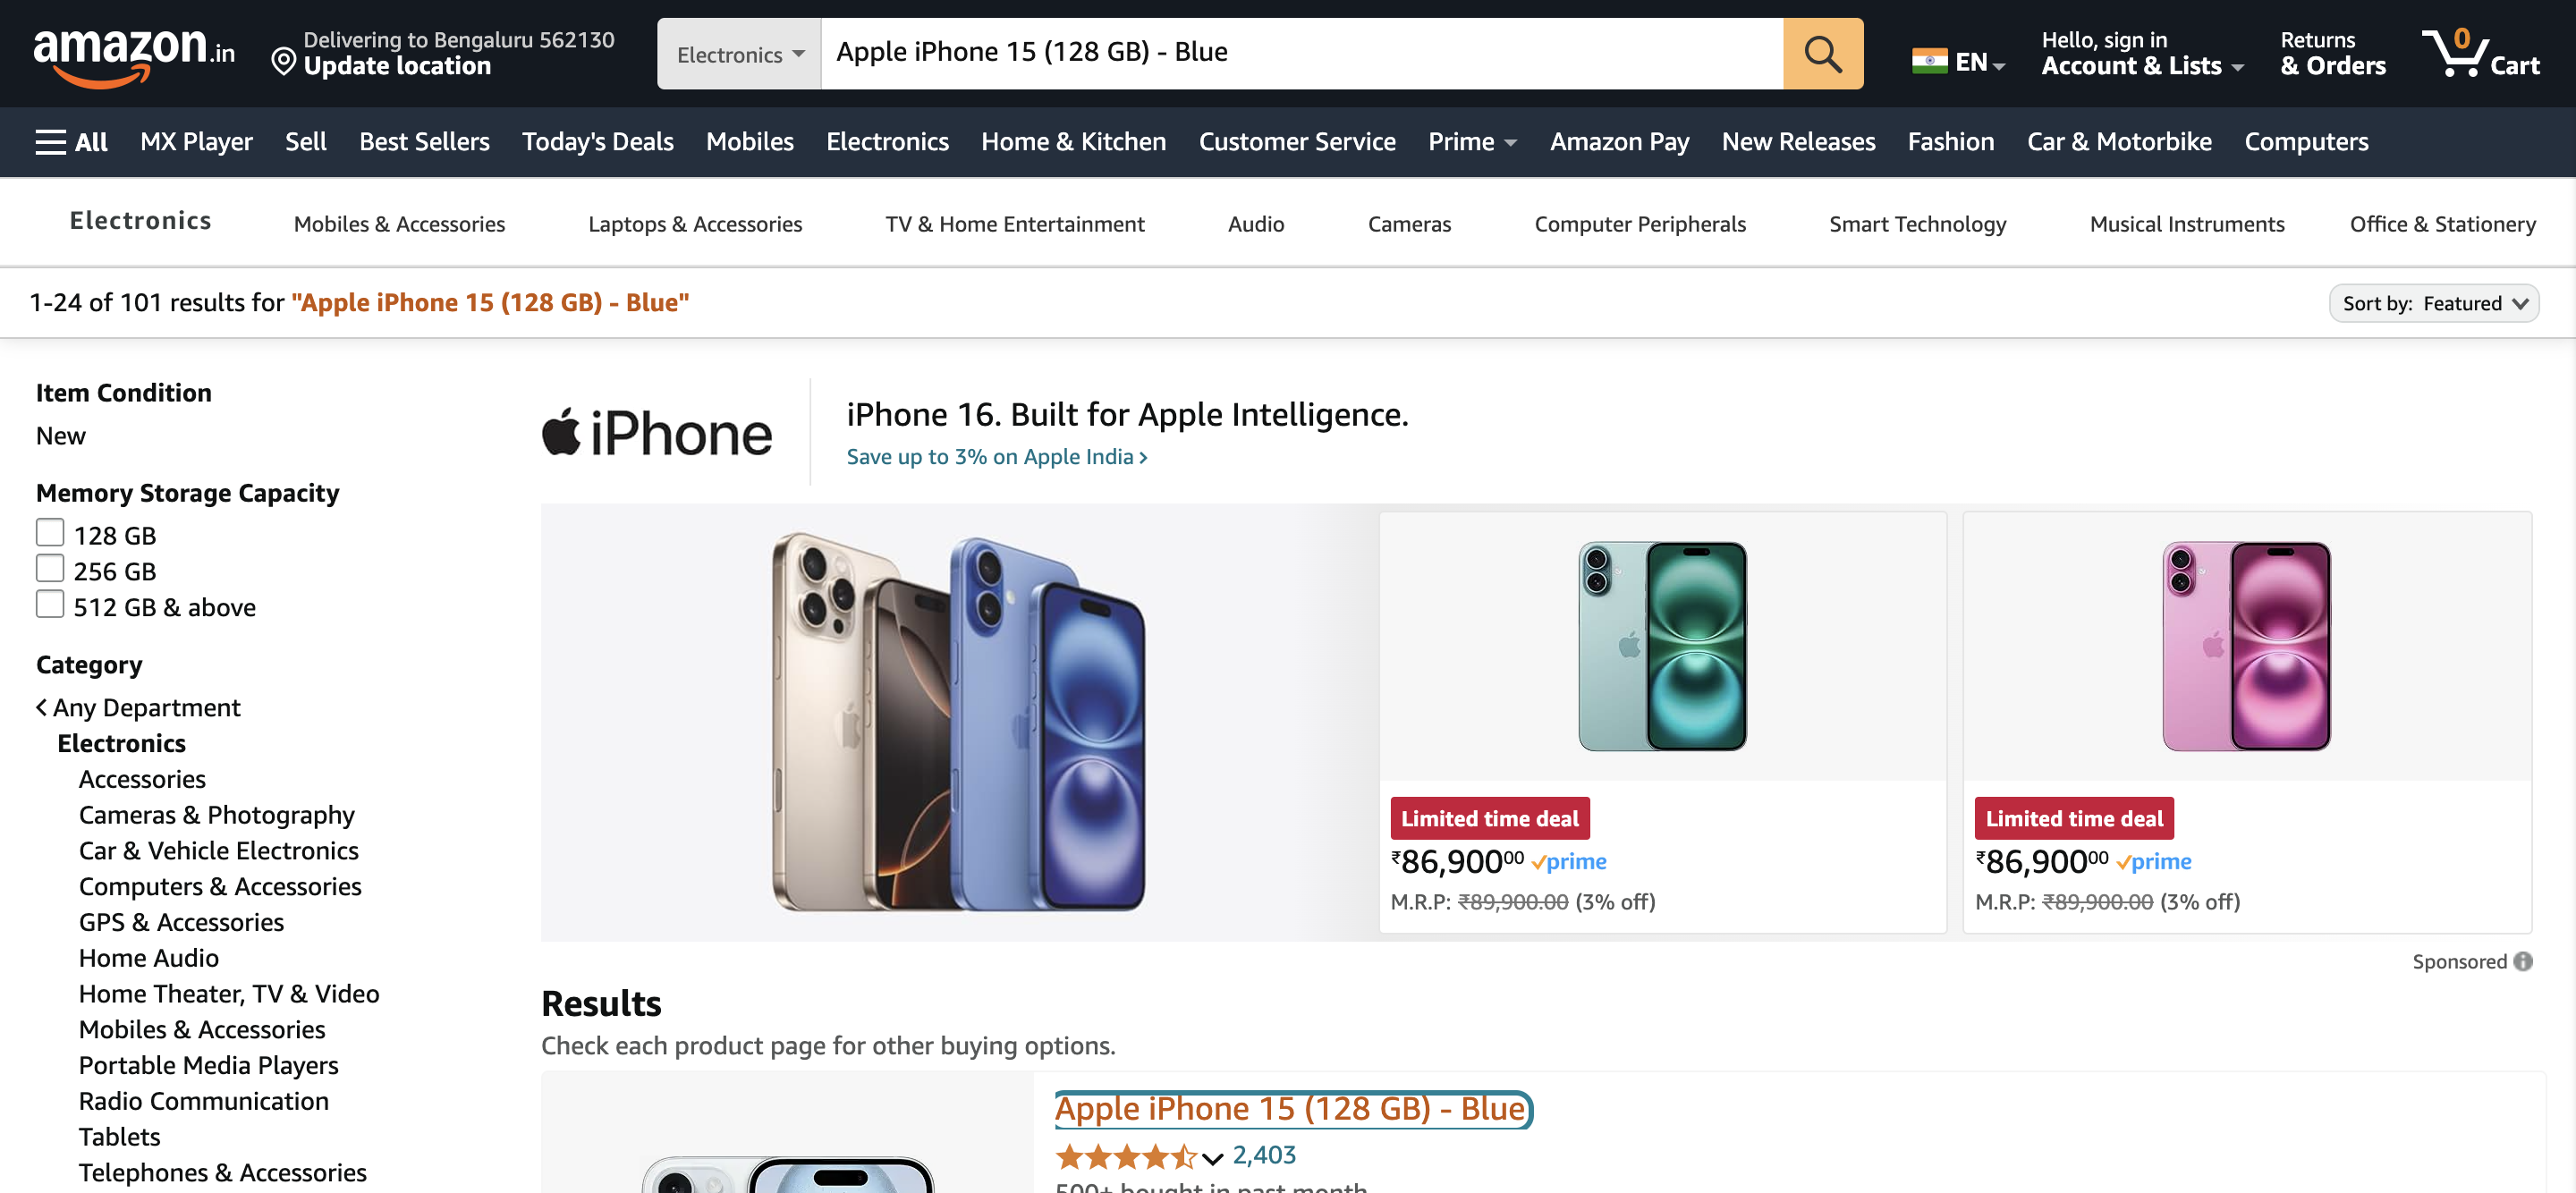 amazon.in
Delivering to Bengaluru 562130
Update location
Electronics
Apple iPhone 15 (128 GB) - Blue
EN
Hello, sign in
Account & Lists
Returns
& Orders
0
Cart
All MX Player Sell Best Sellers Today's Deals Mobiles Electronics Home & Kitchen Customer Service Prime Amazon Pay New Releases Fashion Car & Motorbike Computers
Electronics Mobiles & Accessories Laptops & Accessories TV & Home Entertainment Audio Cameras Computer Peripherals Smart Technology Musical Instruments Office & Stationery
1-24 of 101 results for "Apple iPhone 15 (128 GB) - Blue"
Sort by: Featured
Item Condition
New
Memory Storage Capacity
128 GB
256 GB
512 GB & above
Category
Any Department
Electronics
Accessories
Cameras & Photography
Car & Vehicle Electronics
Computers & Accessories
GPS & Accessories
Home Audio
Home Theater, TV & Video
Mobiles & Accessories
Portable Media Players
Radio Communication
Tablets
Telephones & Accessories
iPhone
iPhone 16. Built for Apple Intelligence.
Save up to 3% on Apple India ›
Limited time deal
₹86,90000 prime
M.R.P: ₹89,900.00 (3% off)
Limited time deal
₹86,90000 prime
M.R.P: ₹89,900.00 (3% off)
Sponsored
Results
Check each product page for other buying options.
Apple iPhone 15 (128 GB) - Blue
2,403
500+ bought in past month